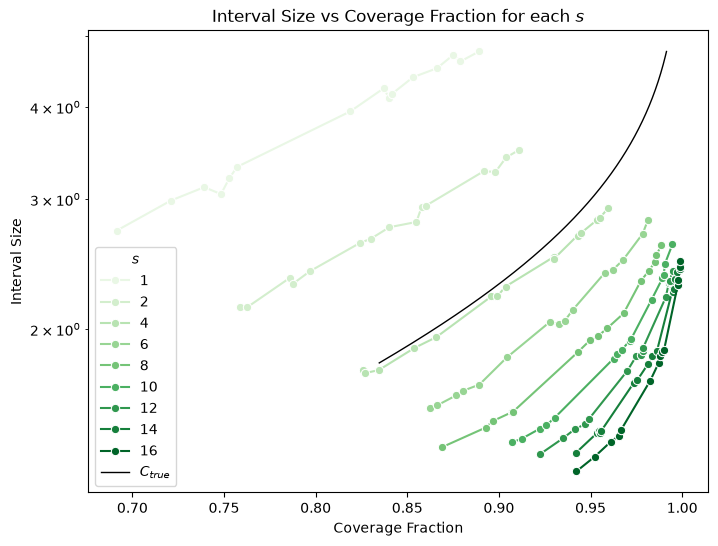 Interval Size vs Coverage Fraction for each s
Interval Size
4 × 10⁰
3 × 10⁰
2 × 10⁰
s
1
2
4
6
8
10
12
14
16
C_true
0.70 0.75 0.80 0.85 0.90 0.95 1.00
Coverage Fraction